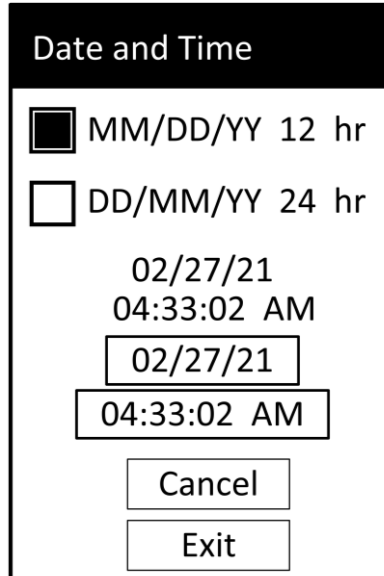 Date and Time
MM/DD/YY 12 hr
DD/MM/YY 24 hr
02/27/21
04:33:02 AM
02/27/21
04:33:02 AM
Cancel
Exit